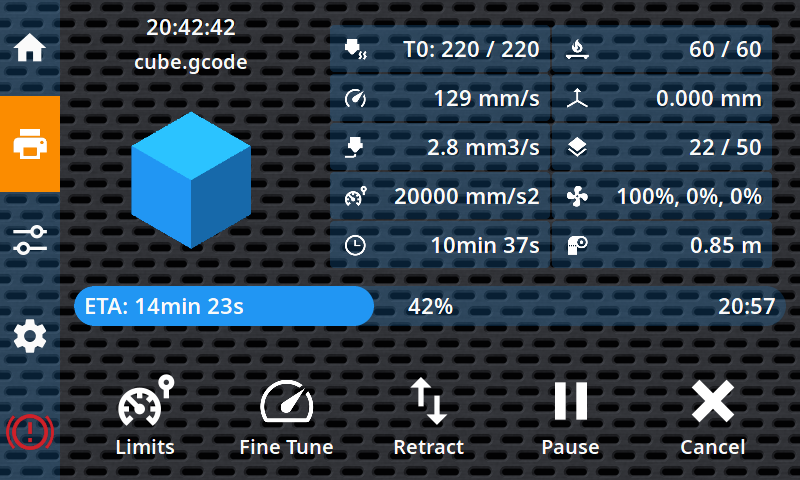 20:42:42
cube.gcode
T0: 220 / 220
60 / 60
129 mm/s
0.000 mm
2.8 mm3/s
22 / 50
20000 mm/s2
100%, 0%, 0%
10min 37s
0.85 m
ETA: 14min 23s
42%
20:57
Limits
Fine Tune
Retract
Pause
Cancel